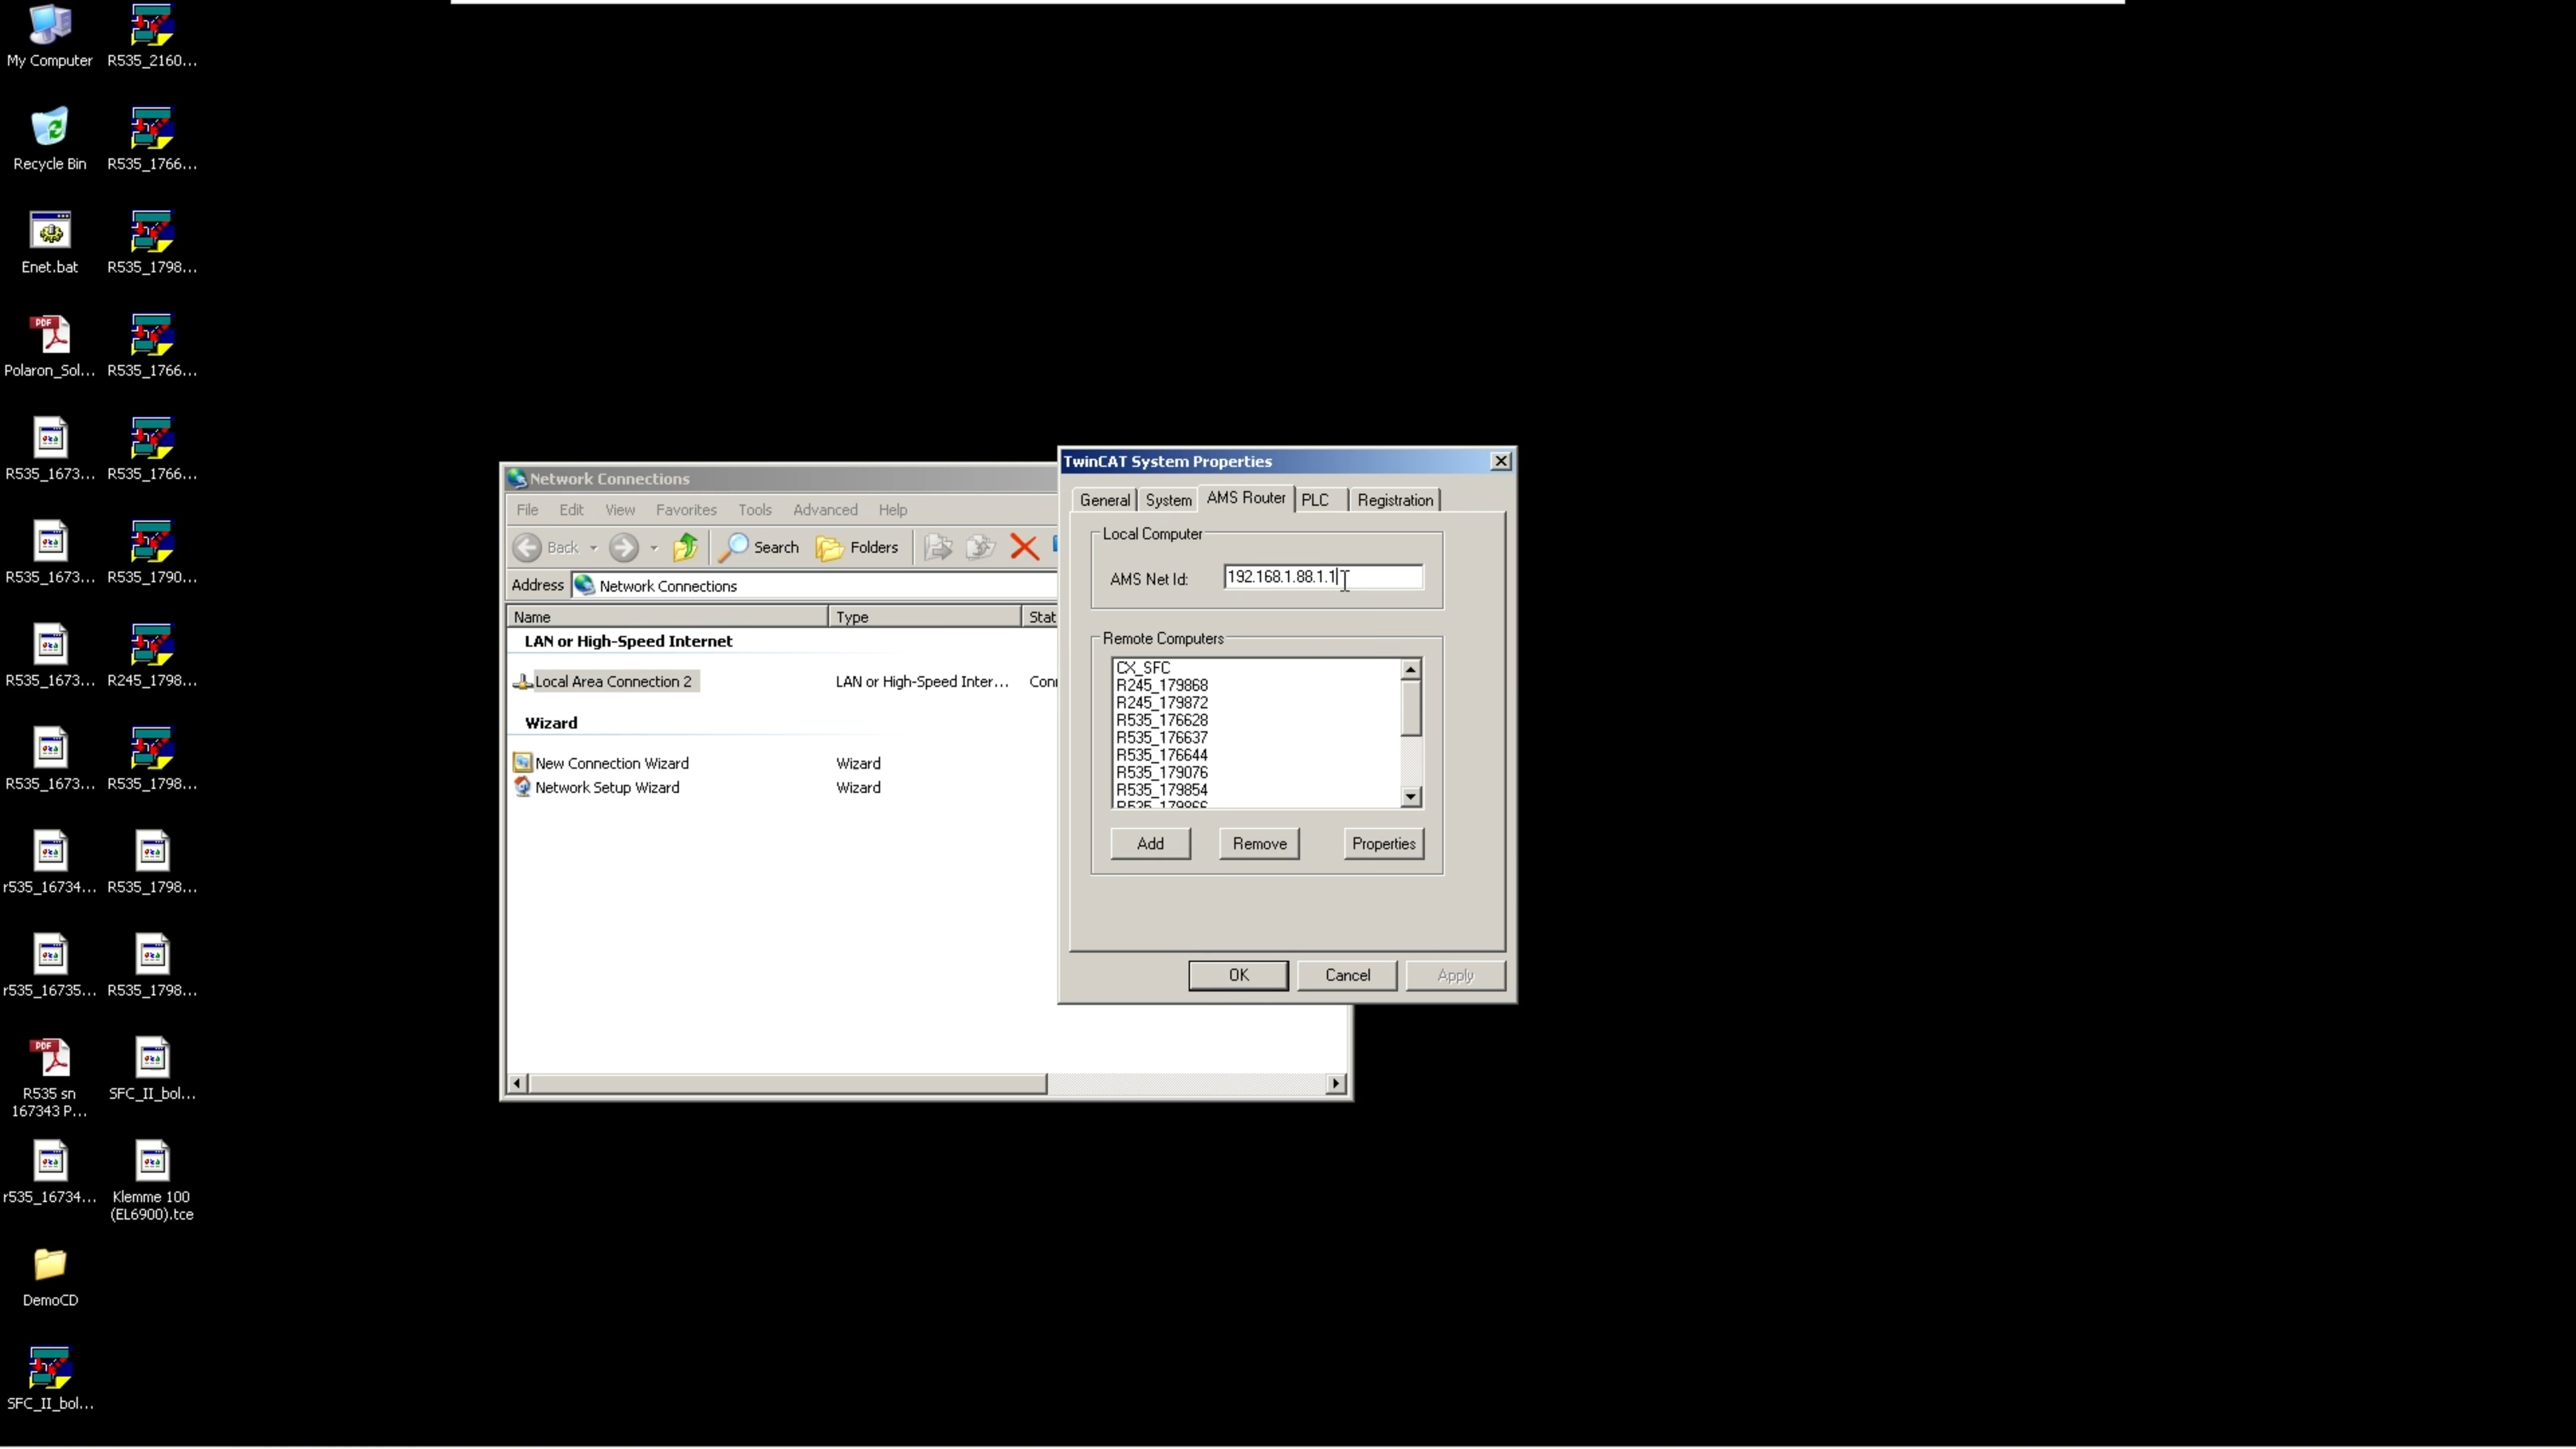 My Computer
R535_2160...
Recycle Bin
R535_1766...
Enet.bat
R535_1798...
PDF
Polaron_Sol...
R535_1766...
R535_1673...
R535_1766...
R535_1673...
R535_1790...
R535_1673...
R245_1798...
R535_1673...
R535_1798...
r535_16734...
R535_1798...
r535_16735...
R535_1798...
PDF
R535 sn
167343 P...
SFC_II_bol...
r535_16734...
Klemme 100
(EL6900).tce
DemoCD
SFC_II_bol...
Network Connections
File Edit View Favorites Tools Advanced Help
Back Search Folders
Address Network Connections
Name Type Stat
LAN or High-Speed Internet
Local Area Connection 2 LAN or High-Speed Inter... Conn
Wizard
New Connection Wizard Wizard
Network Setup Wizard Wizard
TwinCAT System Properties
General System AMS Router PLC Registration
Local Computer
AMS Net Id: 192.168.1.88.1.1
Remote Computers
CX_SFC
R245_179868
R245_179872
R535_176628
R535_176637
R535_176644
R535_179076
R535_179854
R535_179866
Add Remove Properties
OK Cancel Apply